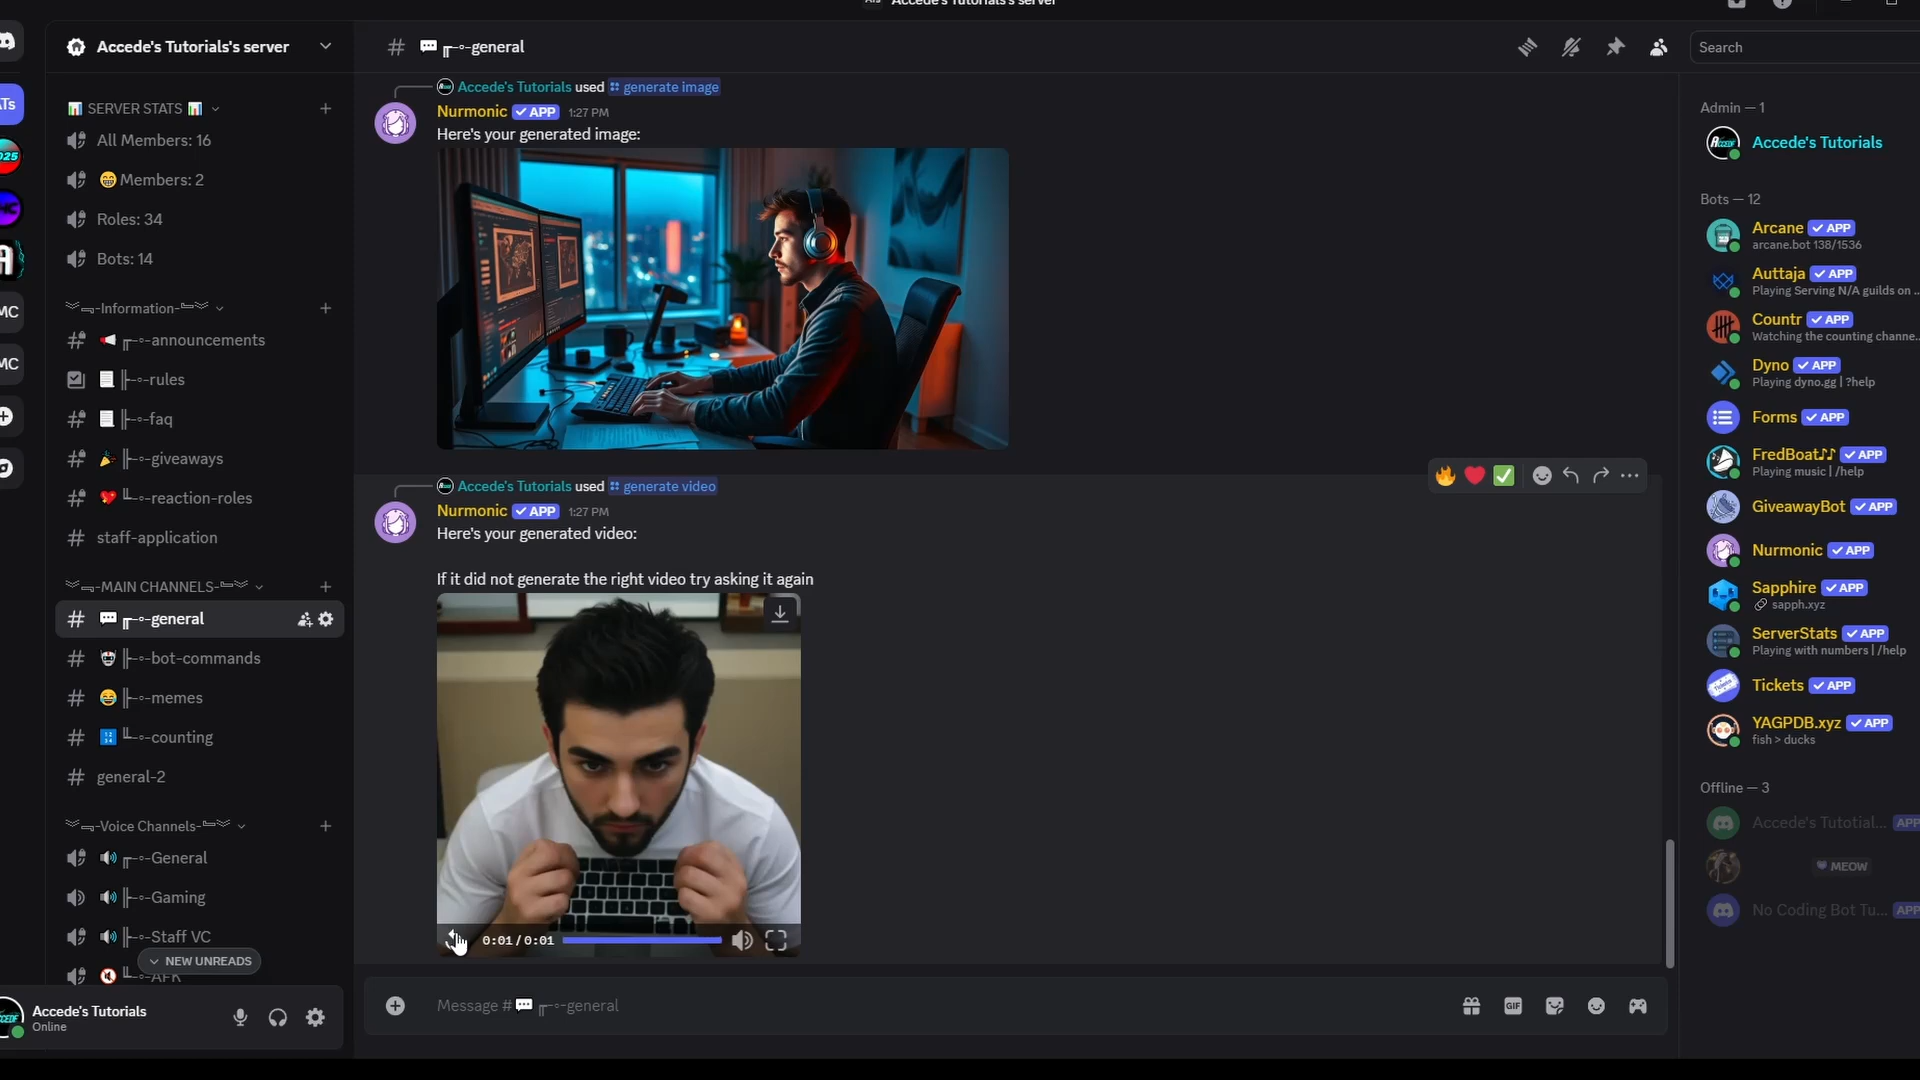 Accede's Tutorials's server
Accede's Tutorials's server
📊 SERVER STATS 📊
All Members: 16
😁Members: 2
Roles: 34
Bots: 14
︾︻-Information-︼︾
📢╔-◦-announcements
📃╠-◦-rules
📃╠-◦-faq
🎉╠-◦-giveaways
💖╚-◦-reaction-roles
staff-application
︾︻-MAIN CHANNELS-︼︾
💬╔-◦-general
🤖╠-◦-bot-commands
😂╠-◦-memes
🔢╚-◦-counting
general-2
︾︻-Voice Channels-︼︾
🔊╔-◦-General
🔊╠-◦-Gaming
🔊╠-◦-Staff VC
NEW UNREADS
🔇╚-◦-AFK
Accede's Tutorials
Online
💬╔-◦-general
Search
Accede's Tutorials used generate image
Nurmonic APP 1:27 PM
Here's your generated image:
Accede's Tutorials used generate video
Nurmonic APP 1:27 PM
Here's your generated video:
If it did not generate the right video try asking it again
0:01/0:01
Message #💬╔-◦-general
GIF
Admin — 1
Accede's Tutorials
Bots — 12
Arcane APP
arcane.bot 138/1536
Auttaja APP
Playing Serving N/A guilds on ..
Countr APP
Watching the counting channe..
Dyno APP
Playing dyno.gg | ?help
Forms APP
FredBoat♪♪ APP
Playing music | /help
GiveawayBot APP
Nurmonic APP
Sapphire APP
sapph.xyz
ServerStats APP
Playing with numbers | /help
Tickets APP
YAGPDB.xyz APP
fish > ducks
Offline — 3
Accede's Tutotial... APP
MEOW
No Coding Bot Tu... APP